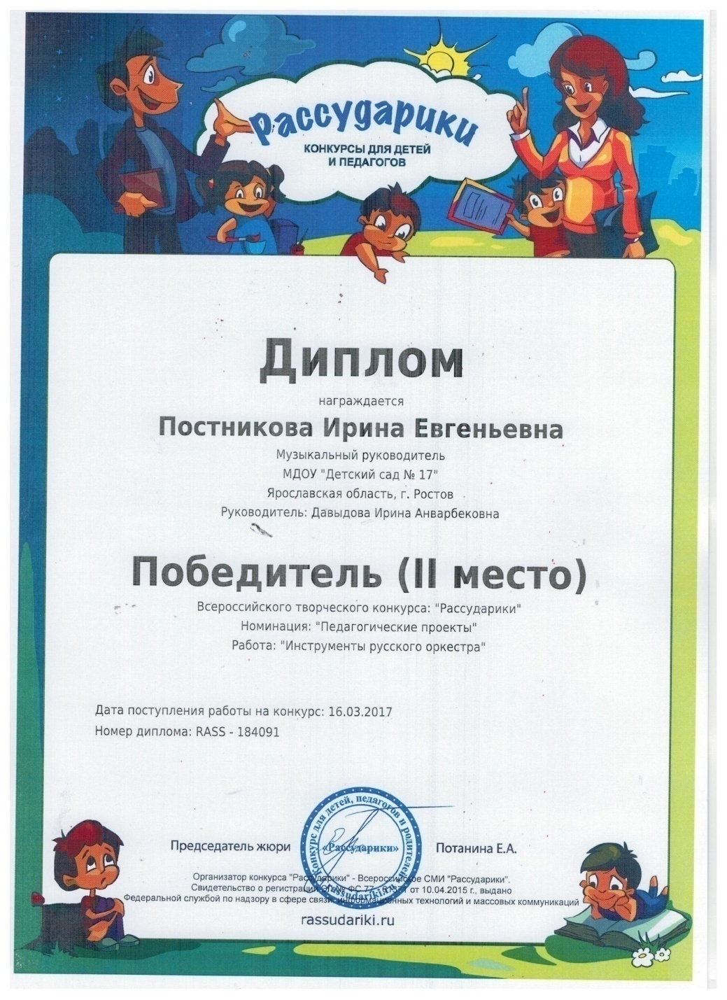 Рассударики
КОНКУРСЫ ДЛЯ ДЕТЕЙ
И ПЕДАГОГОВ
Диплом
награждается
Постникова Ирина Евгеньевна
Музыкальный руководитель
МДОУ "Детский сад № 17"
Ярославская область, г. Ростов
Руководитель: Давыдова Ирина Анварбековна
Победитель (II место)
Всероссийского творческого конкурса: "Рассударики"
Номинация: "Педагогические проекты"
Работа: "Инструменты русского оркестра"
Дата поступления работы на конкурс: 16.03.2017
Номер диплома: RASS - 184091
Конкурс для детей, педагогов и родителей
«Рассударики»
rassudariki.ru
Председатель жюри
Потанина Е.А.
Организатор конкурса "Рассударики" - Всероссийское СМИ "Рассударики".
Свидетельство о регистрации ЭЛ № ФС 77 - от 10.04.2015 г., выдано
Федеральной службой по надзору в сфере связи, информационных технологий и массовых коммуникаций
rassudariki.ru